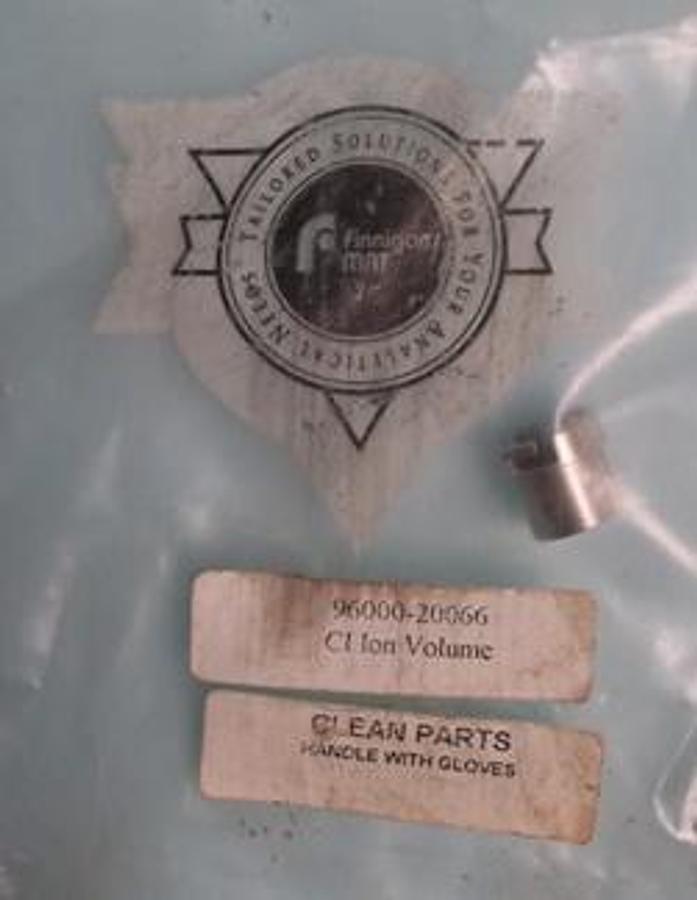 TAILORED SOLUTIONS FOR YOUR ANALYTICAL NEEDS
Finnigan
MAT
96000-20066
CI Ion Volume
CLEAN PARTS
HANDLE WITH GLOVES